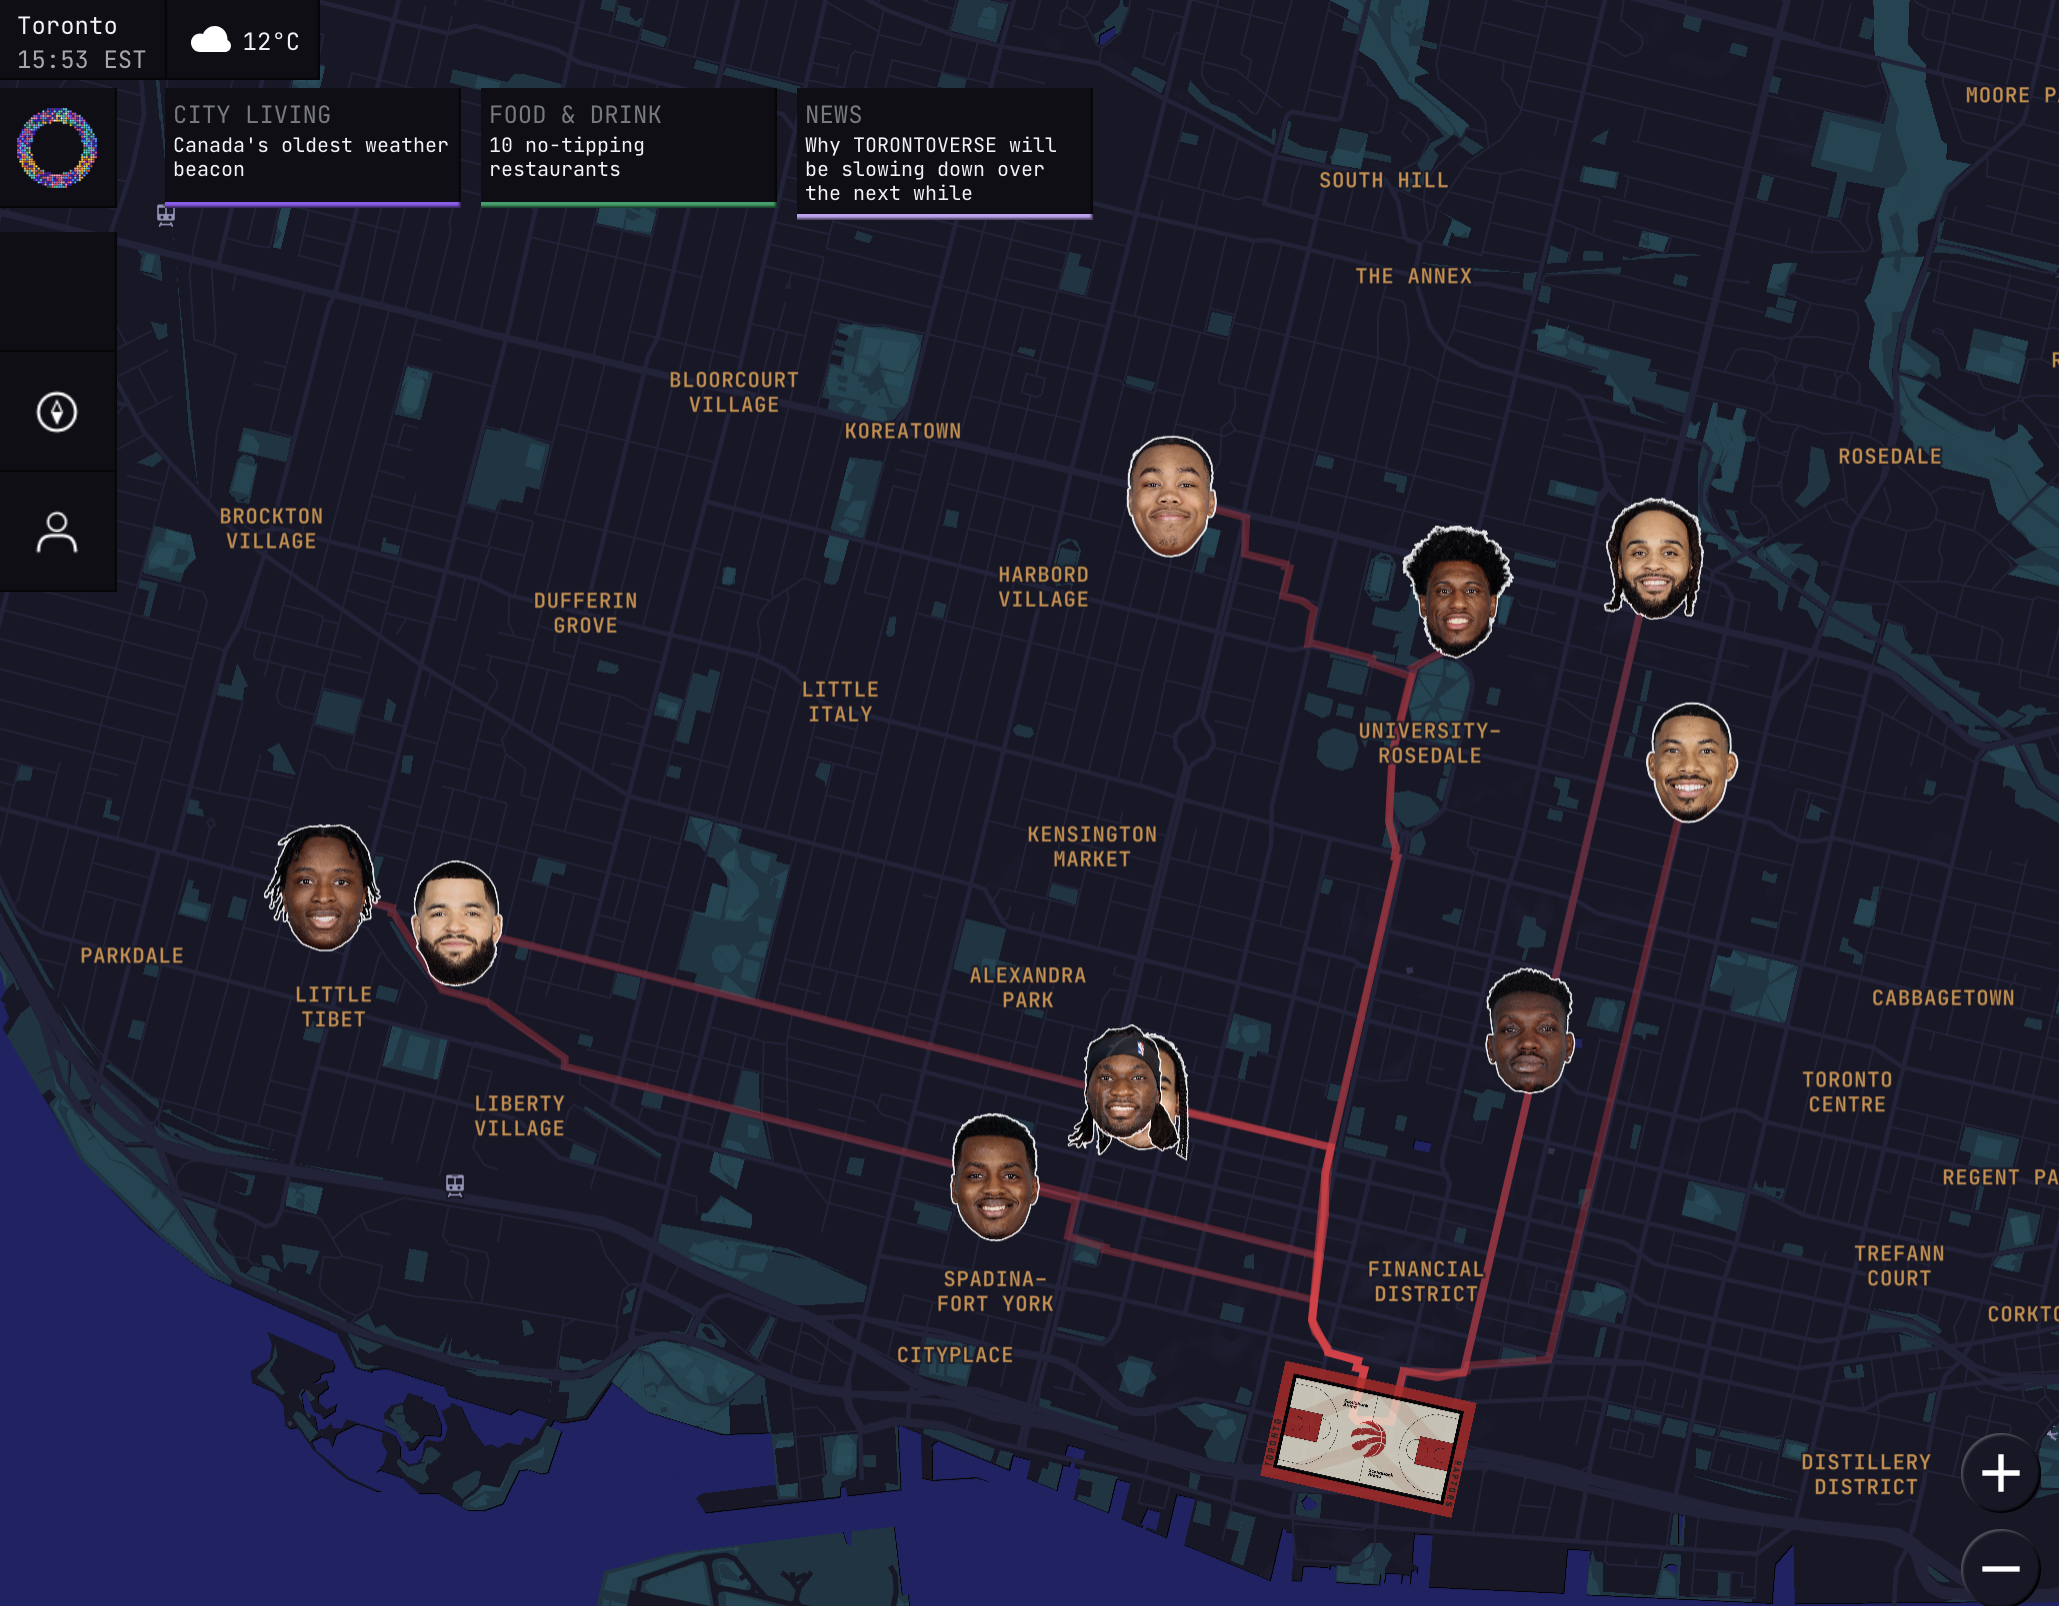 Toronto
15:53 EST
12°C
CITY LIVING
Canada's oldest weather
beacon
FOOD & DRINK
10 no-tipping
restaurants
NEWS
Why TORONTOVERSE will
be slowing down over
the next while
MOORE P
SOUTH HILL
THE ANNEX
R
BLOORCOURT
VILLAGE
KOREATOWN
ROSEDALE
BROCKTON
VILLAGE
HARBORD
VILLAGE
DUFFERIN
GROVE
LITTLE
ITALY
UNIVERSITY-
ROSEDALE
KENSINGTON
MARKET
PARKDALE
ALEXANDRA
PARK
LITTLE
TIBET
CABBAGETOWN
TORONTO
CENTRE
LIBERTY
VILLAGE
REGENT PA
SPADINA-
FORT YORK
FINANCIAL
DISTRICT
TREFANN
COURT
CORKTO
CITYPLACE
TORONTO
RAPTORS
DISTILLERY
DISTRICT